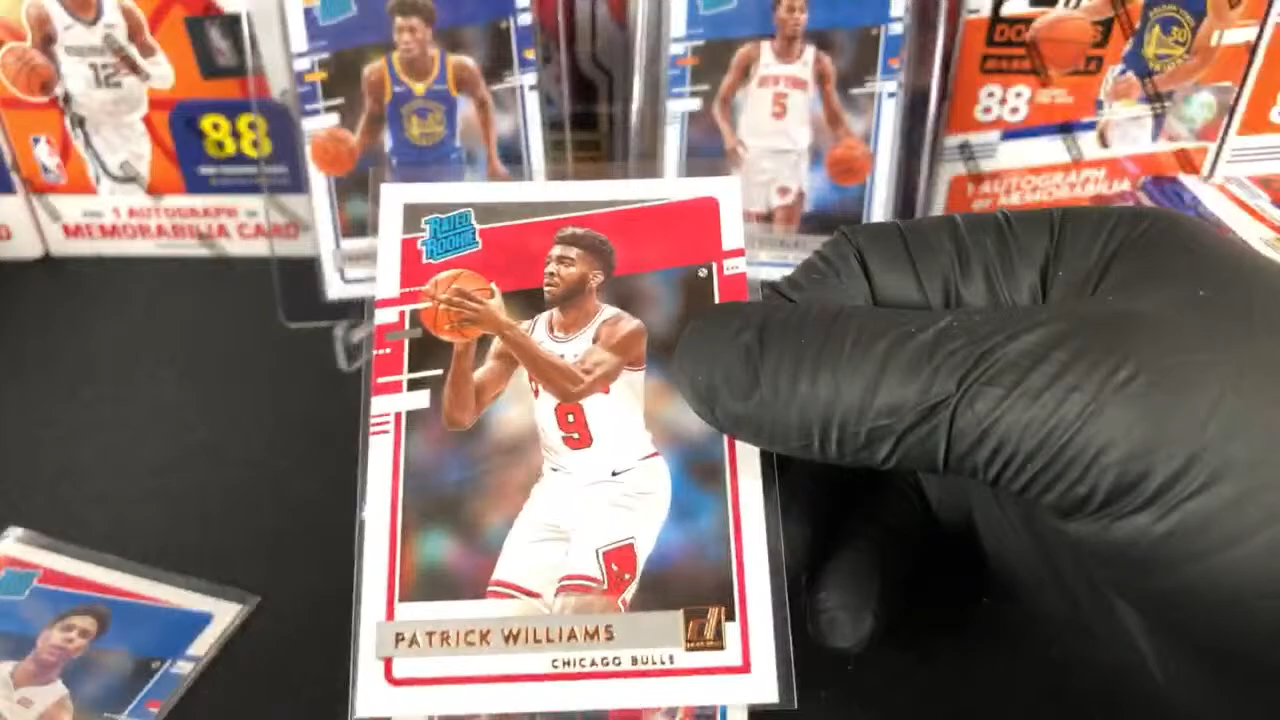 12
88
1 AUTOGRAPH
MEMORABILIA CARD
NEW YORK
5
30
88
1 AUTOGRAPH
or MEMORABILIA
RATED
ROOKIE
9
PATRICK WILLIAMS
CHICAGO BULLS